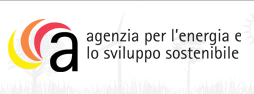 a agenzia per l'energia e
lo sviluppo sostenibile